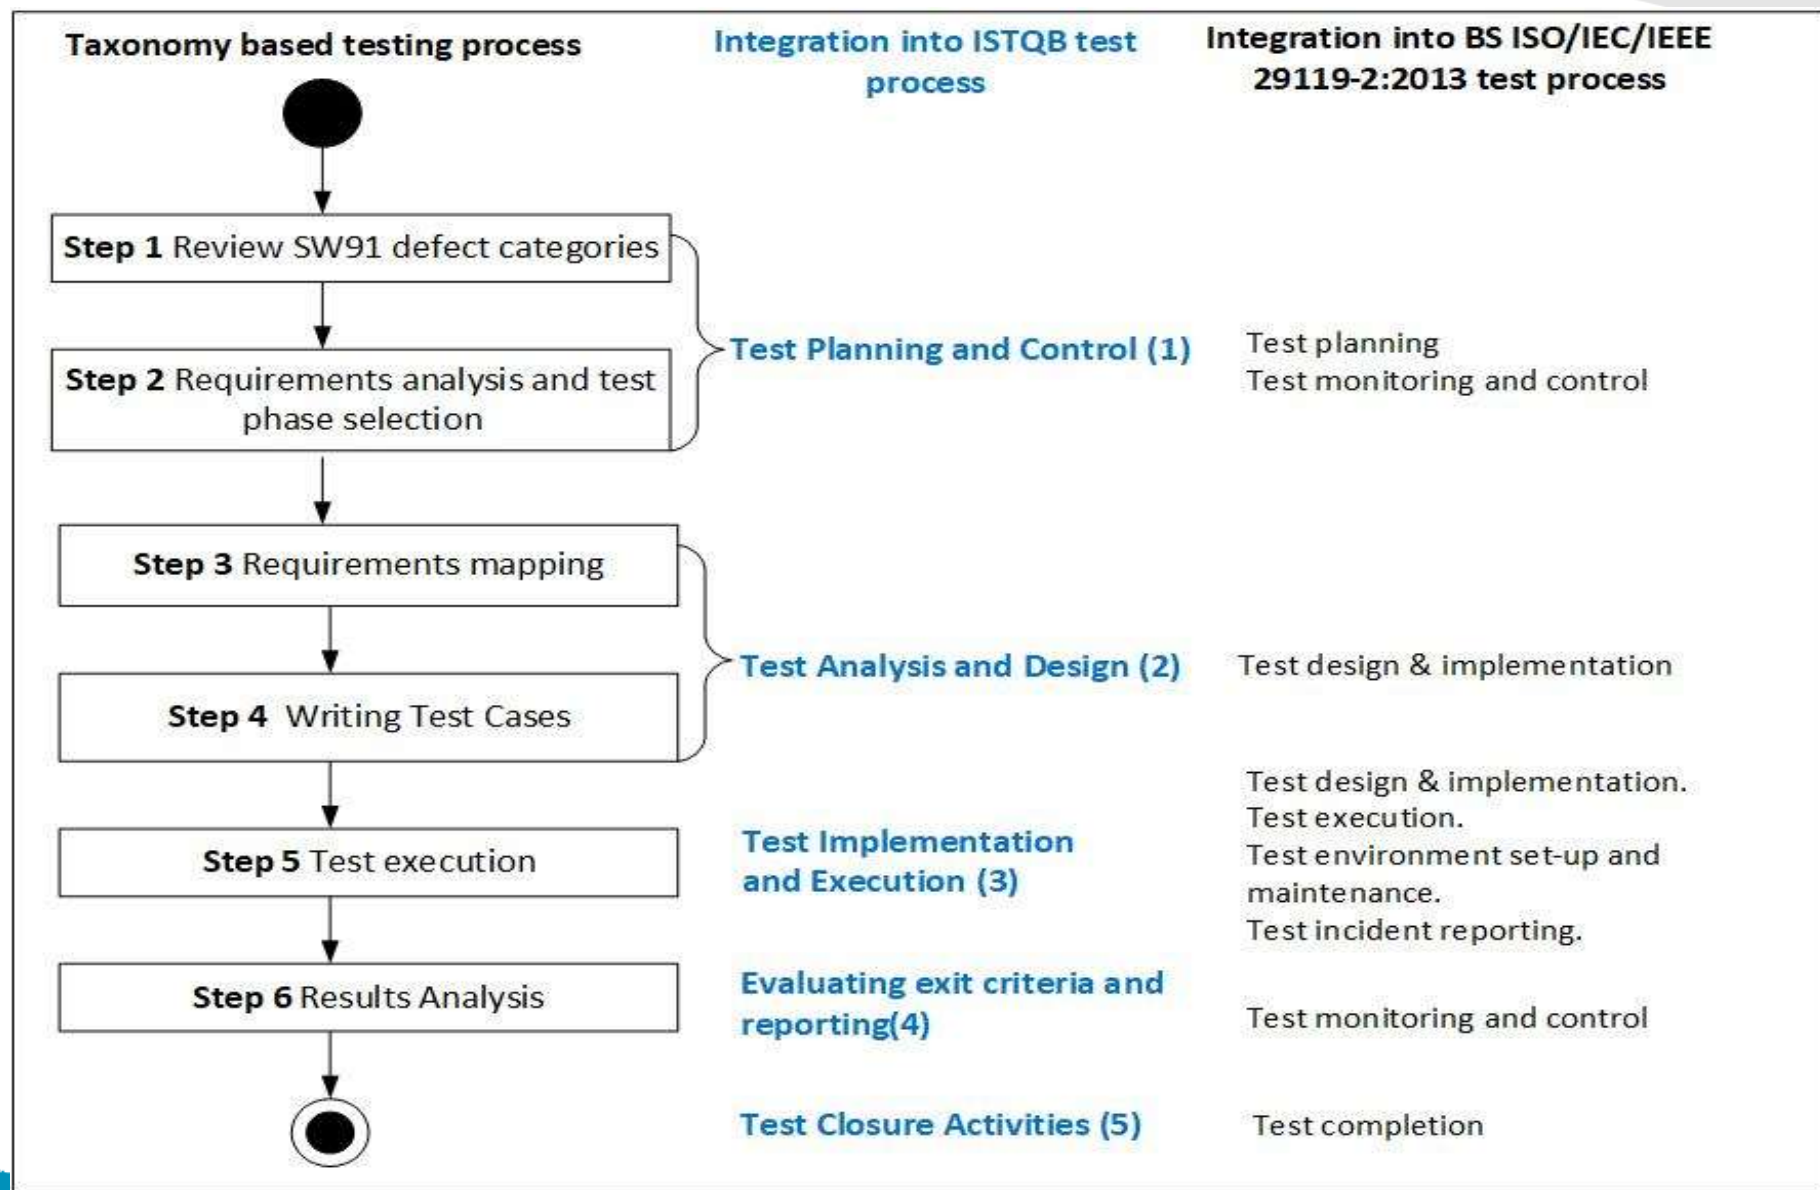 Taxonomy based testing process
Integration into ISTQB test
process
Integration into BS ISO/IEC/IEEE
29119-2:2013 test process
Step 1 Review SW91 defect categories
Step 2 Requirements analysis and test
phase selection
Test Planning and Control (1)
Test planning
Test monitoring and control
Step 3 Requirements mapping
Step 4 Writing Test Cases
Test Analysis and Design (2)
Test design & implementation
Step 5 Test execution
Test Implementation
and Execution (3)
Test design & implementation.
Test execution.
Test environment set-up and
maintenance.
Test incident reporting.
Step 6 Results Analysis
Evaluating exit criteria and
reporting(4)
Test monitoring and control
Test Closure Activities (5)
Test completion